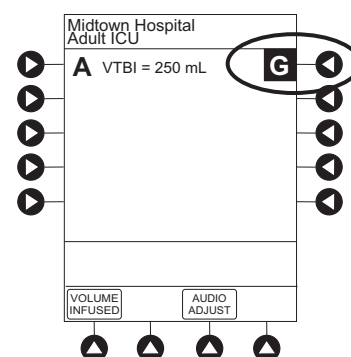 Midtown Hospital
Adult ICU
A VTBI = 250 mL G
VOLUME
INFUSED
AUDIO
ADJUST